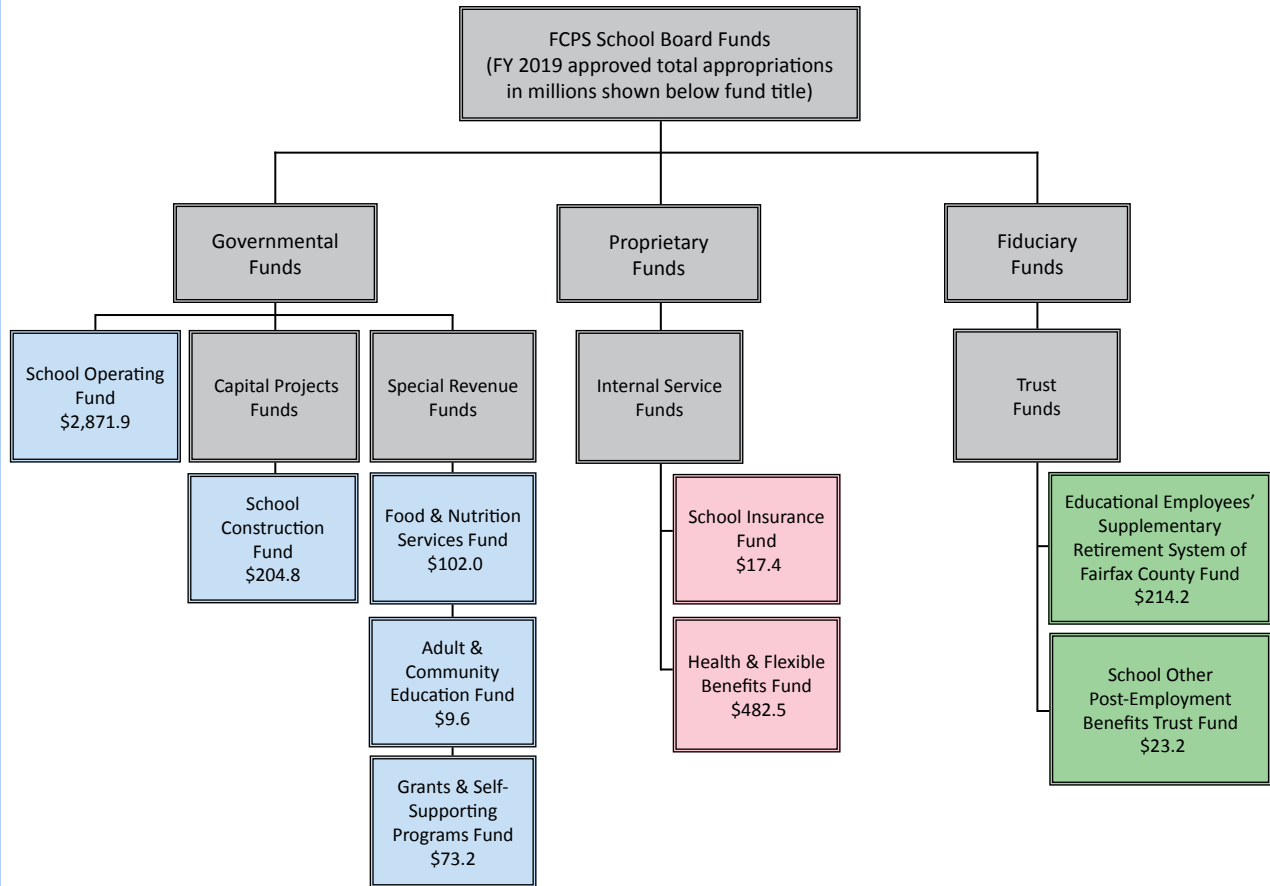 FCPS School Board Funds
(FY 2019 approved total appropriations
in millions shown below fund title)
Governmental
Funds
Proprietary
Funds
Fiduciary
Funds
School Operating
Fund
$2,871.9
Capital Projects
Funds
Special Revenue
Funds
Internal Service
Funds
Trust
Funds
School
Construction
Fund
$204.8
Food & Nutrition
Services Fund
$102.0
School Insurance
Fund
$17.4
Educational Employees’
Supplementary
Retirement System of
Fairfax County Fund
$214.2
Adult &
Community
Education Fund
$9.6
Health & Flexible
Benefits Fund
$482.5
School Other
Post-Employment
Benefits Trust Fund
$23.2
Grants & Self-
Supporting
Programs Fund
$73.2